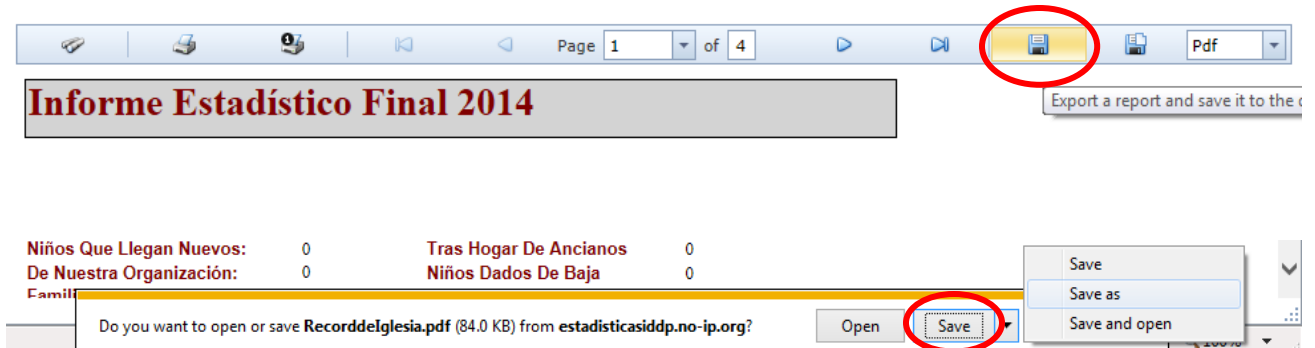 Page 1 of 4 Pdf
Informe Estadístico Final 2014
Export a report and save it to the
Niños Que Llegan Nuevos: 0 Tras Hogar De Ancianos 0
De Nuestra Organización: 0 Niños Dados De Baja 0
Save
Save as
Save and open
Do you want to open or save RecorddeIglesia.pdf (84.0 KB) from estadisticasiddp.no-ip.org? Open Save